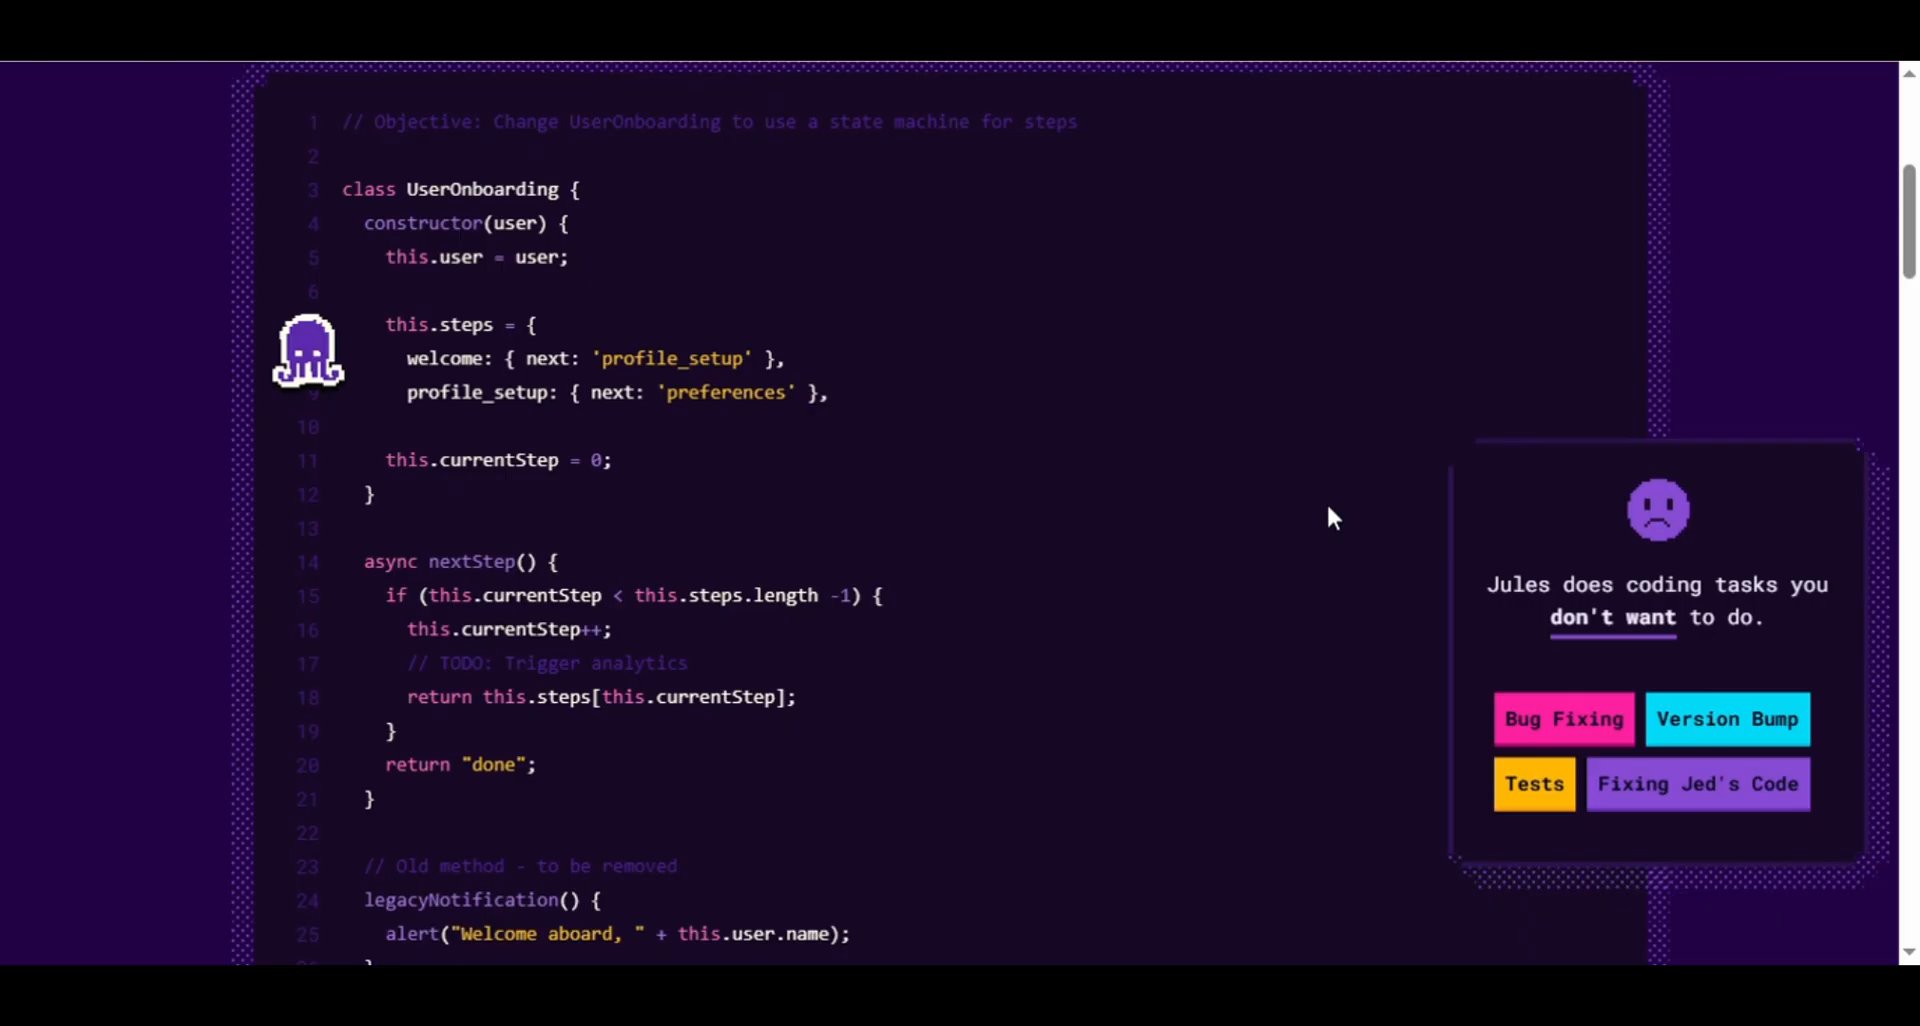 1 // Objective: Change UserOnboarding to use a state machine for steps
2
3 class UserOnboarding {
4 constructor(user) {
5 this.user = user;
6
this.steps = {
welcome: { next: 'profile_setup' },
9 profile_setup: { next: 'preferences' },
10
11 this.currentStep = 0;
12 }
13
14 async nextStep() {
15 if (this.currentStep < this.steps.length -1) {
16 this.currentStep++;
17 // TODO: Trigger analytics
18 return this.steps[this.currentStep];
19 }
20 return "done";
21 }
22
23 // Old method - to be removed
24 legacyNotification() {
25 alert("Welcome aboard, " + this.user.name);
Jules does coding tasks you
don't want to do.
Bug Fixing Version Bump
Tests Fixing Jed's Code